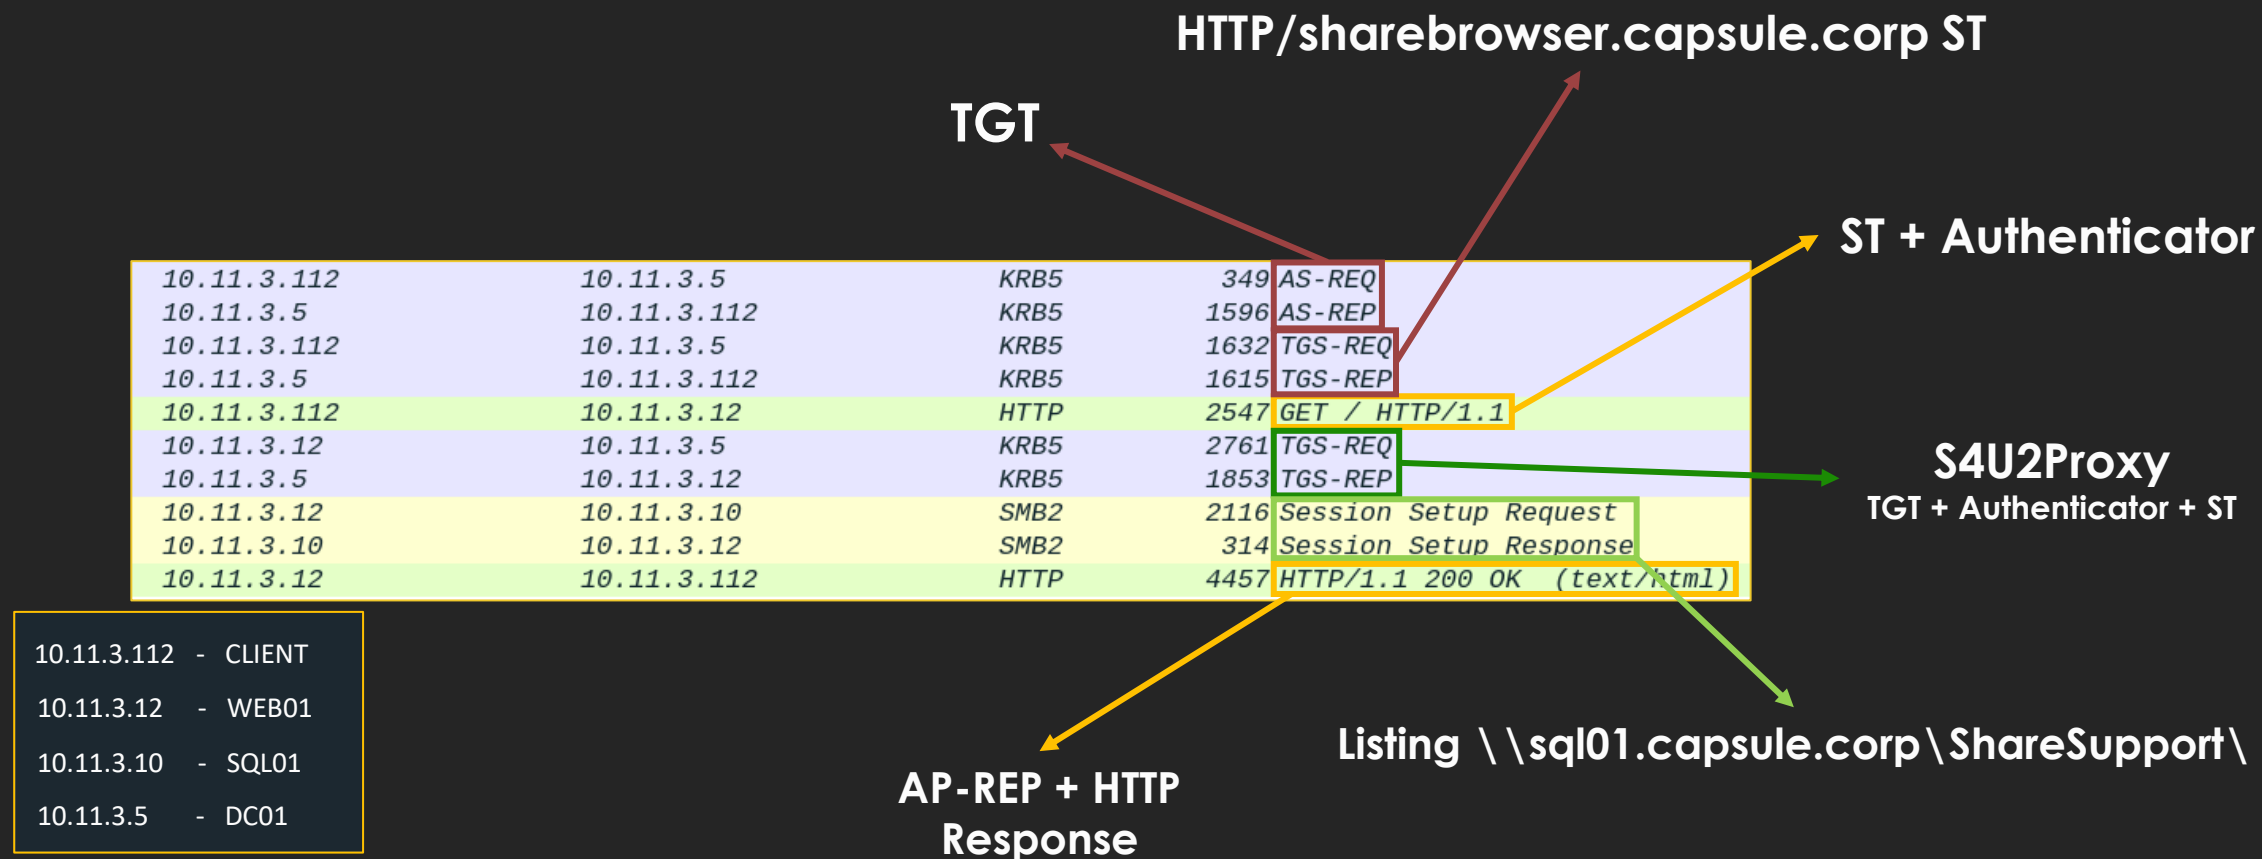 HTTP/sharebrowser.capsule.corp ST
TGT
ST + Authenticator
10.11.3.112 10.11.3.5 KRB5 349 AS-REQ
10.11.3.5 10.11.3.112 KRB5 1596 AS-REP
10.11.3.112 10.11.3.5 KRB5 1632 TGS-REQ
10.11.3.5 10.11.3.112 KRB5 1615 TGS-REP
10.11.3.112 10.11.3.12 HTTP 2547 GET / HTTP/1.1
10.11.3.12 10.11.3.5 KRB5 2761 TGS-REQ
10.11.3.5 10.11.3.12 KRB5 1853 TGS-REP
10.11.3.12 10.11.3.10 SMB2 2116 Session Setup Request
10.11.3.10 10.11.3.12 SMB2 314 Session Setup Response
10.11.3.12 10.11.3.112 HTTP 4457 HTTP/1.1 200 OK (text/html)
S4U2Proxy
TGT + Authenticator + ST
10.11.3.112 - CLIENT
10.11.3.12 - WEB01
10.11.3.10 - SQL01
10.11.3.5 - DC01
Listing \\sql01.capsule.corp\ShareSupport\
AP-REP + HTTP
Response